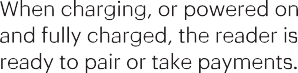 When charging, or powered on
and fully charged, the reader is
ready to pair or take payments.